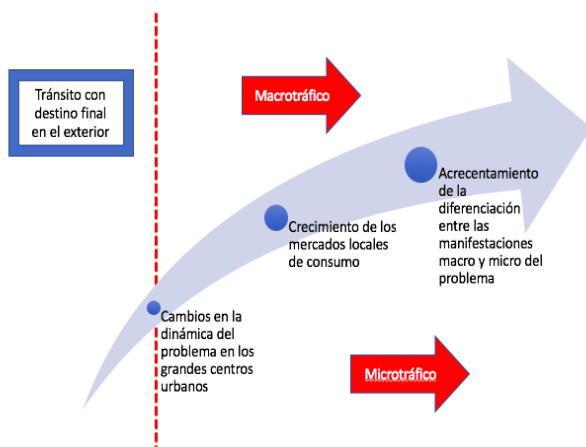 Tránsito con
destino final
en el exterior
Macrotráfico
Acrecentamiento
de la
diferenciación
entre las
manifestaciones
macro y micro del
problema
Crecimiento de los
mercados locales
de consumo
Cambios en la
dinámica del
problema en los
grandes centros
urbanos
Microtráfico